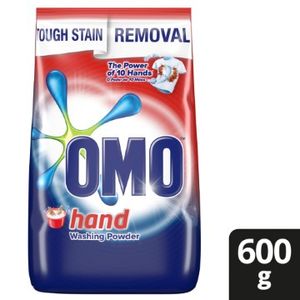 TOUGH STAIN REMOVAL
The Power
of 10 Hands
OMO
hand
Washing Powder
600
g